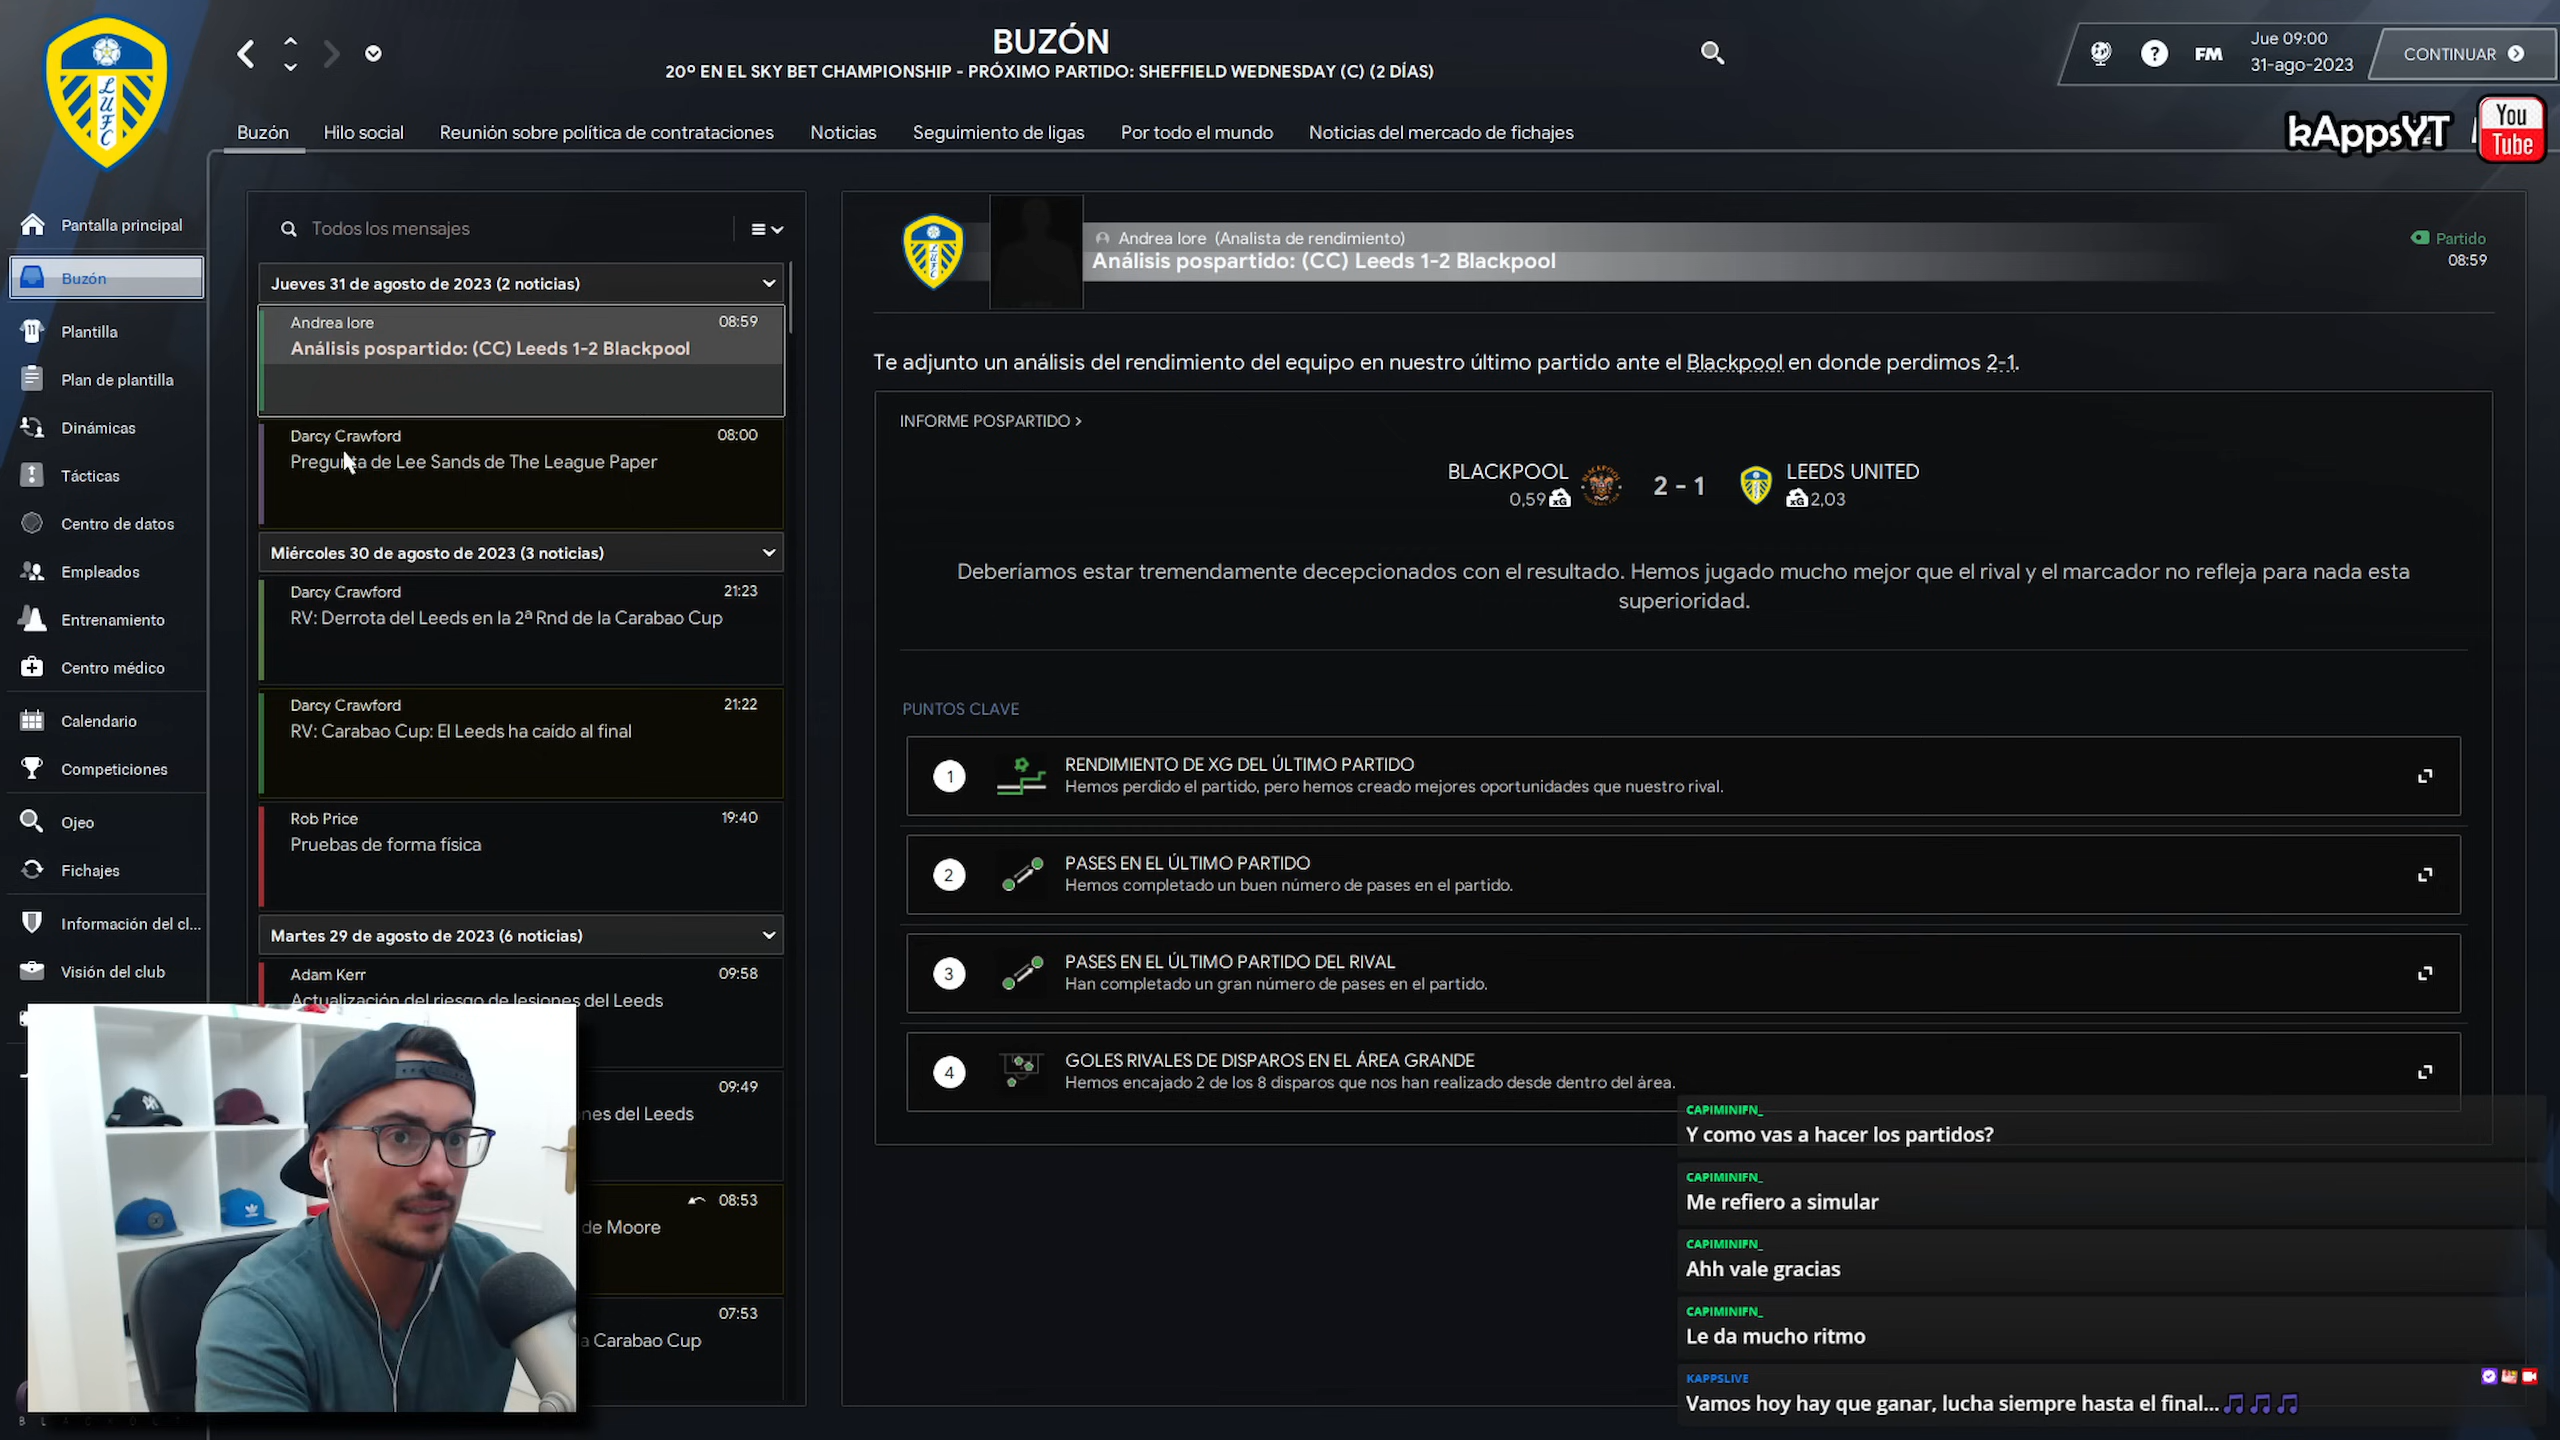 BUZÓN
20º EN EL SKY BET CHAMPIONSHIP - PRÓXIMO PARTIDO: SHEFFIELD WEDNESDAY (C) (2 DÍAS)
FM
Jue 09:00
31-ago-2023
CONTINUAR
LUFC
Buzón
Hilo social
Reunión sobre política de contrataciones
Noticias
Seguimiento de ligas
Por todo el mundo
Noticias del mercado de fichajes
kAppsYT
You
Tube
Pantalla principal
Buzón
Plantilla
Plan de plantilla
Dinámicas
Tácticas
Centro de datos
Empleados
Entrenamiento
Centro médico
Calendario
Competiciones
Ojeo
Fichajes
Información del cl...
Visión del club
Todos los mensajes
Jueves 31 de agosto de 2023 (2 noticias)
Andrea Iore 08:59
Análisis pospartido: (CC) Leeds 1-2 Blackpool
Darcy Crawford 08:00
Pregunta de Lee Sands de The League Paper
Miércoles 30 de agosto de 2023 (3 noticias)
Darcy Crawford 21:23
RV: Derrota del Leeds en la 2ª Rnd de la Carabao Cup
Darcy Crawford 21:22
RV: Carabao Cup: El Leeds ha caído al final
Rob Price 19:40
Pruebas de forma física
Martes 29 de agosto de 2023 (6 noticias)
Adam Kerr 09:58
Actualización del riesgo de lesiones del Leeds
09:49
nes del Leeds
08:53
de Moore
07:53
a Carabao Cup
Andrea Iore (Analista de rendimiento)
Análisis pospartido: (CC) Leeds 1-2 Blackpool
Partido
08:59
Te adjunto un análisis del rendimiento del equipo en nuestro último partido ante el Blackpool en donde perdimos 2-1.
INFORME POSPARTIDO >
BLACKPOOL 2 - 1 LEEDS UNITED
0,59 xG xG 2,03
Deberíamos estar tremendamente decepcionados con el resultado. Hemos jugado mucho mejor que el rival y el marcador no refleja para nada esta
superioridad.
PUNTOS CLAVE
1 RENDIMIENTO DE XG DEL ÚLTIMO PARTIDO
Hemos perdido el partido, pero hemos creado mejores oportunidades que nuestro rival.
2 PASES EN EL ÚLTIMO PARTIDO
Hemos completado un buen número de pases en el partido.
3 PASES EN EL ÚLTIMO PARTIDO DEL RIVAL
Han completado un gran número de pases en el partido.
4 GOLES RIVALES DE DISPAROS EN EL ÁREA GRANDE
Hemos encajado 2 de los 8 disparos que nos han realizado desde dentro del área.
CAPIMINIFN_
Y como vas a hacer los partidos?
CAPIMINIFN_
Me refiero a simular
CAPIMINIFN_
Ahh vale gracias
CAPIMINIFN_
Le da mucho ritmo
KAPPSLIVE
Vamos hoy hay que ganar, lucha siempre hasta el final...